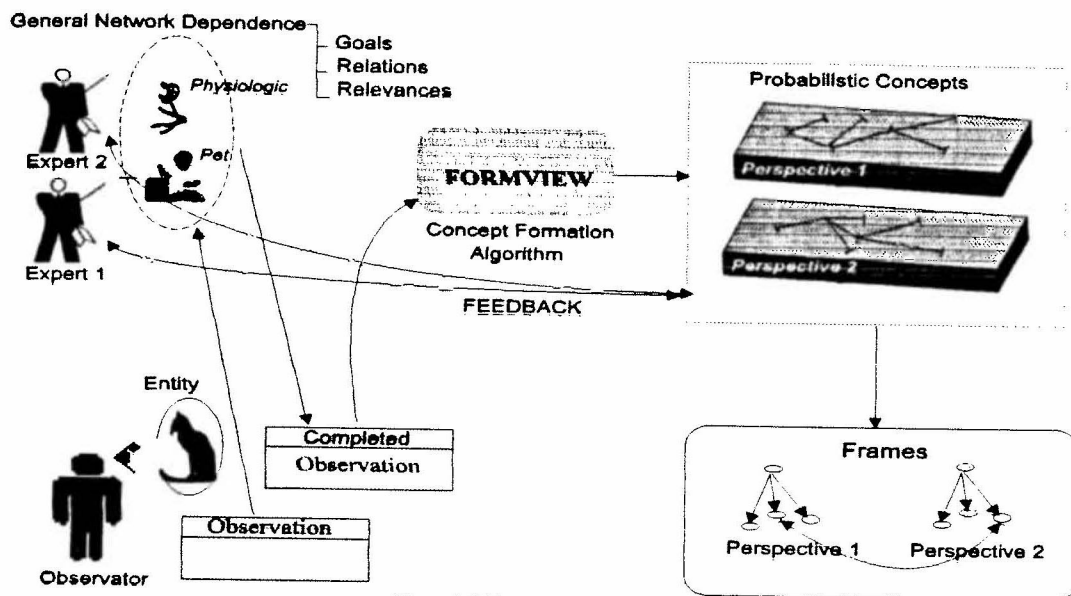 General Network Dependence
Goals
Relations
Relevances
Physiologic
Pet
Expert 2
Expert 1
FORMVIEW
Concept Formation
Algorithm
Probabilistic Concepts
Perspective 1
Perspective 2
FEEDBACK
Entity
Completed
Observation
Observation
Observator
Frames
Perspective 1
Perspective 2